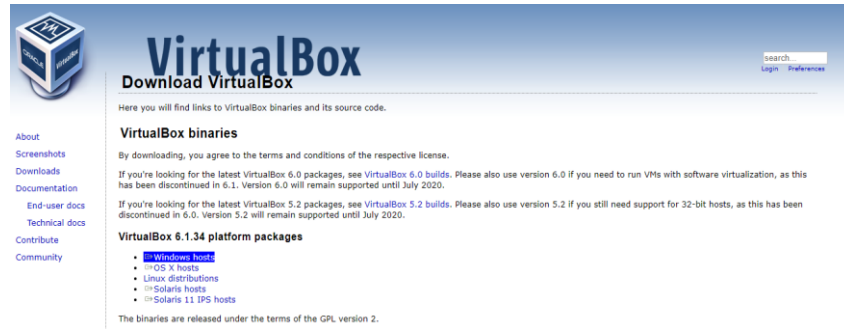 VirtualBox
search...
Login Preferences
Download VirtualBox
Here you will find links to VirtualBox binaries and its source code.
About
Screenshots
Downloads
Documentation
End-user docs
Technical docs
Contribute
Community
VirtualBox binaries
By downloading, you agree to the terms and conditions of the respective license.
If you're looking for the latest VirtualBox 6.0 packages, see VirtualBox 6.0 builds. Please also use version 6.0 if you need to run VMs with software virtualization, as this
has been discontinued in 6.1. Version 6.0 will remain supported until July 2020.
If you're looking for the latest VirtualBox 5.2 packages, see VirtualBox 5.2 builds. Please also use version 5.2 if you still need support for 32-bit hosts, as this has been
discontinued in 6.0. Version 5.2 will remain supported until July 2020.
VirtualBox 6.1.34 platform packages
Windows hosts
OS X hosts
Linux distributions
Solaris hosts
Solaris 11 IPS hosts
The binaries are released under the terms of the GPL version 2.